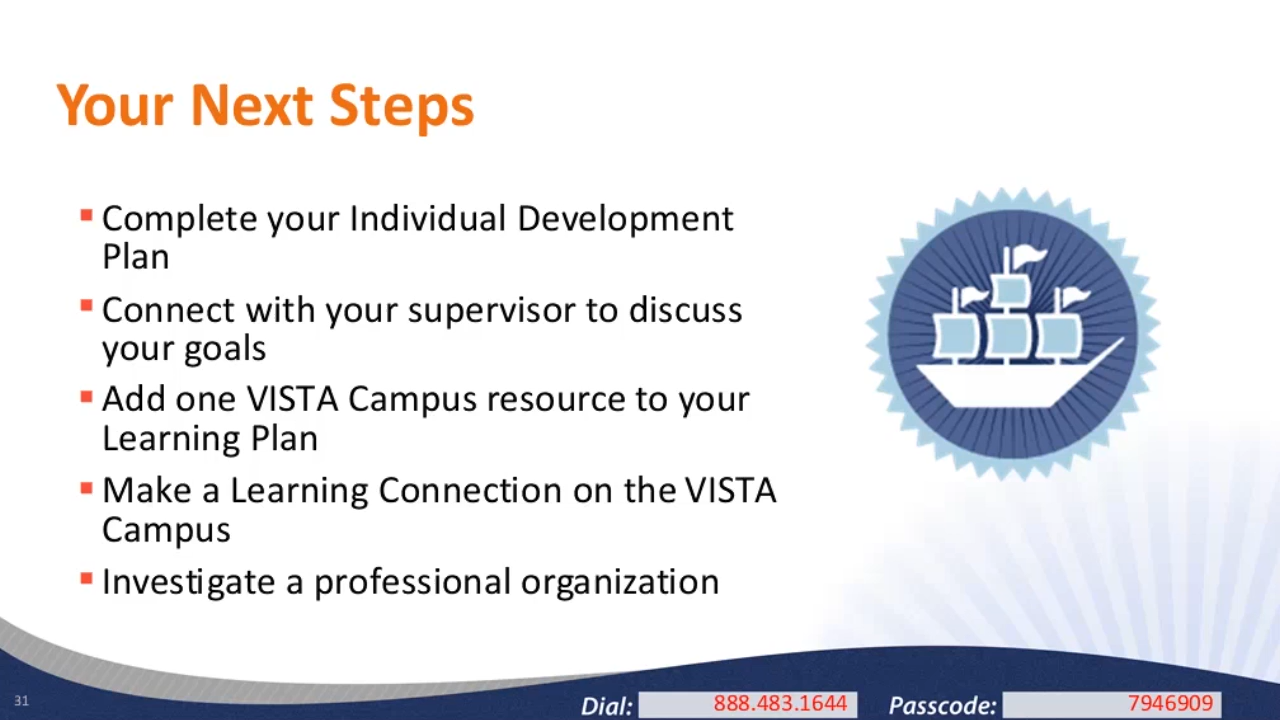 Your Next Steps
▪ Complete your Individual Development
Plan
▪ Connect with your supervisor to discuss
your goals
▪ Add one VISTA Campus resource to your
Learning Plan
▪ Make a Learning Connection on the VISTA
Campus
▪ Investigate a professional organization
31
Dial: 888.483.1644 Passcode: 7946909